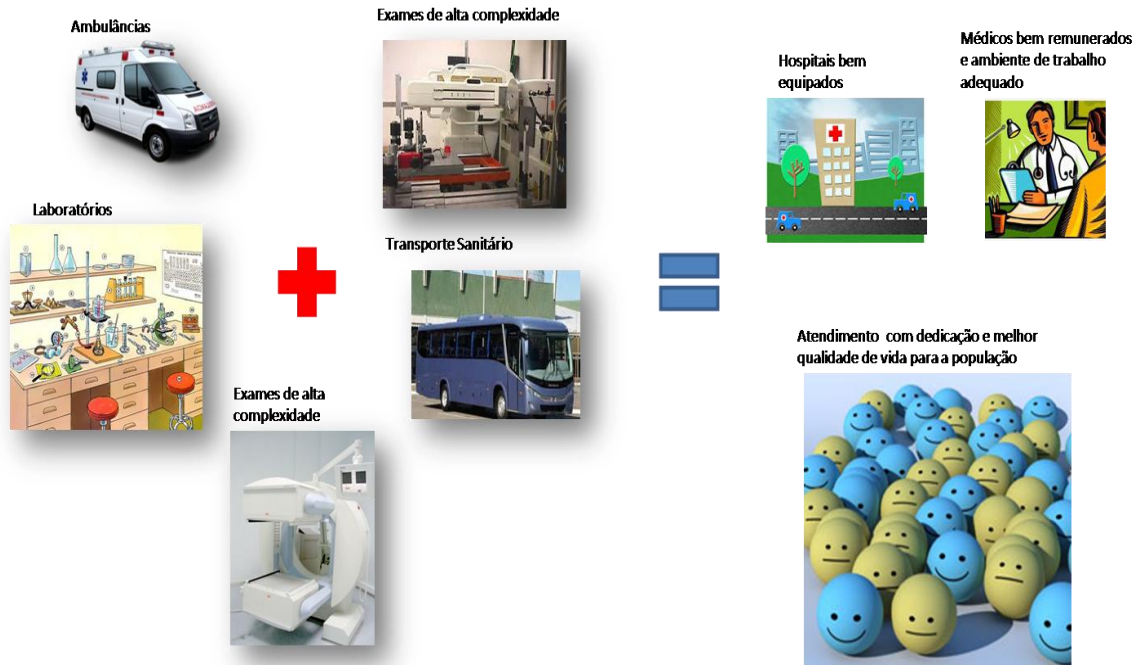 Ambulâncias
Exames de alta complexidade
Hospitais bem
equipados
Médicos bem remunerados
e ambiente de trabalho
adequado
Laboratórios
Transporte Sanitário
Exames de alta
complexidade
Atendimento com dedicação e melhor
qualidade de vida para a população